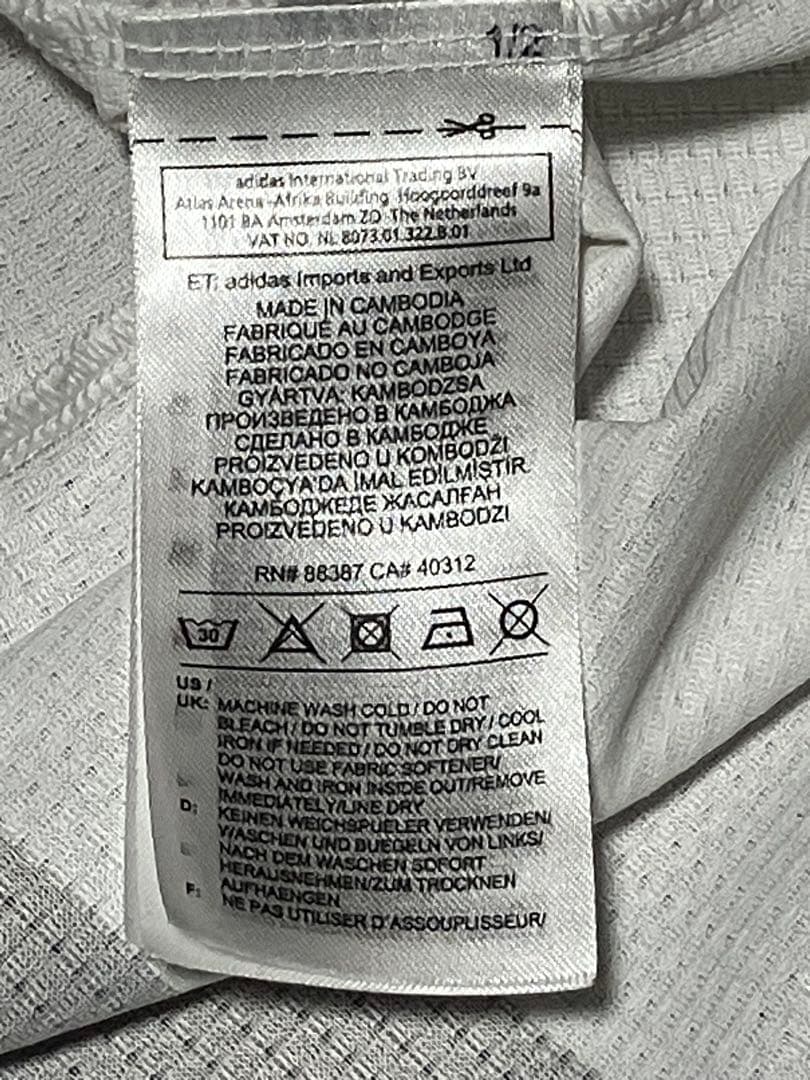 1/2
adidas International Trading BV
Atlas Arena-Afrika Building Hoogoorddreef 9a
1101 BA Amsterdam ZO The Netherlands
VAT NO. NL 8073.01.322.B.01
ET: adidas Imports and Exports Ltd
MADE IN CAMBODIA
FABRIQUÉ AU CAMBODGE
FABRICADO EN CAMBOYA
FABRICADO NO CAMBOJA
GYÁRTVA: KAMBODZSA
ПРОИЗВЕДЕНО В КАМБОДЖА
СДЕЛАНО В КАМБОДЖЕ
PROIZVEDENO U KOMBODŽI
KAMBOÇYA'DA İMAL EDİLMİŞTİR
КАМБОДЖЕДЕ ЖАСАЛҒАН
PROIZVEDENO U KAMBODZI
RN# 88387 CA# 40312
30
US /
UK: MACHINE WASH COLD / DO NOT
BLEACH / DO NOT TUMBLE DRY / COOL
IRON IF NEEDED / DO NOT DRY CLEAN
DO NOT USE FABRIC SOFTENER/
WASH AND IRON INSIDE OUT/REMOVE
IMMEDIATELY/LINE DRY
D: KEINEN WEICHSPUELER VERWENDEN/
WASCHEN UND BUEGELN VON LINKS/
NACH DEM WASCHEN SOFORT
HERAUSNEHMEN/ZUM TROCKNEN
AUFHAENGEN
F: NE PAS UTILISER D'ASSOUPLISSEUR/